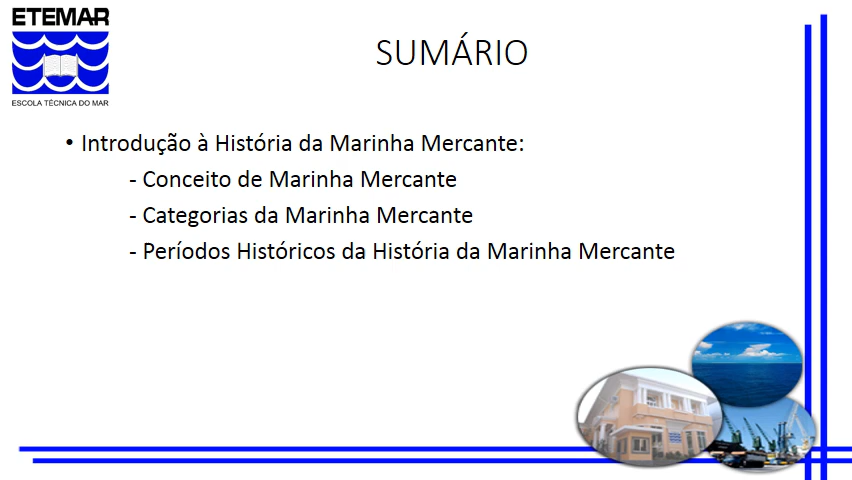 ETEMAR
ESCOLA TÉCNICA DO MAR
SUMÁRIO
• Introdução à História da Marinha Mercante:
- Conceito de Marinha Mercante
- Categorias da Marinha Mercante
- Períodos Históricos da História da Marinha Mercante